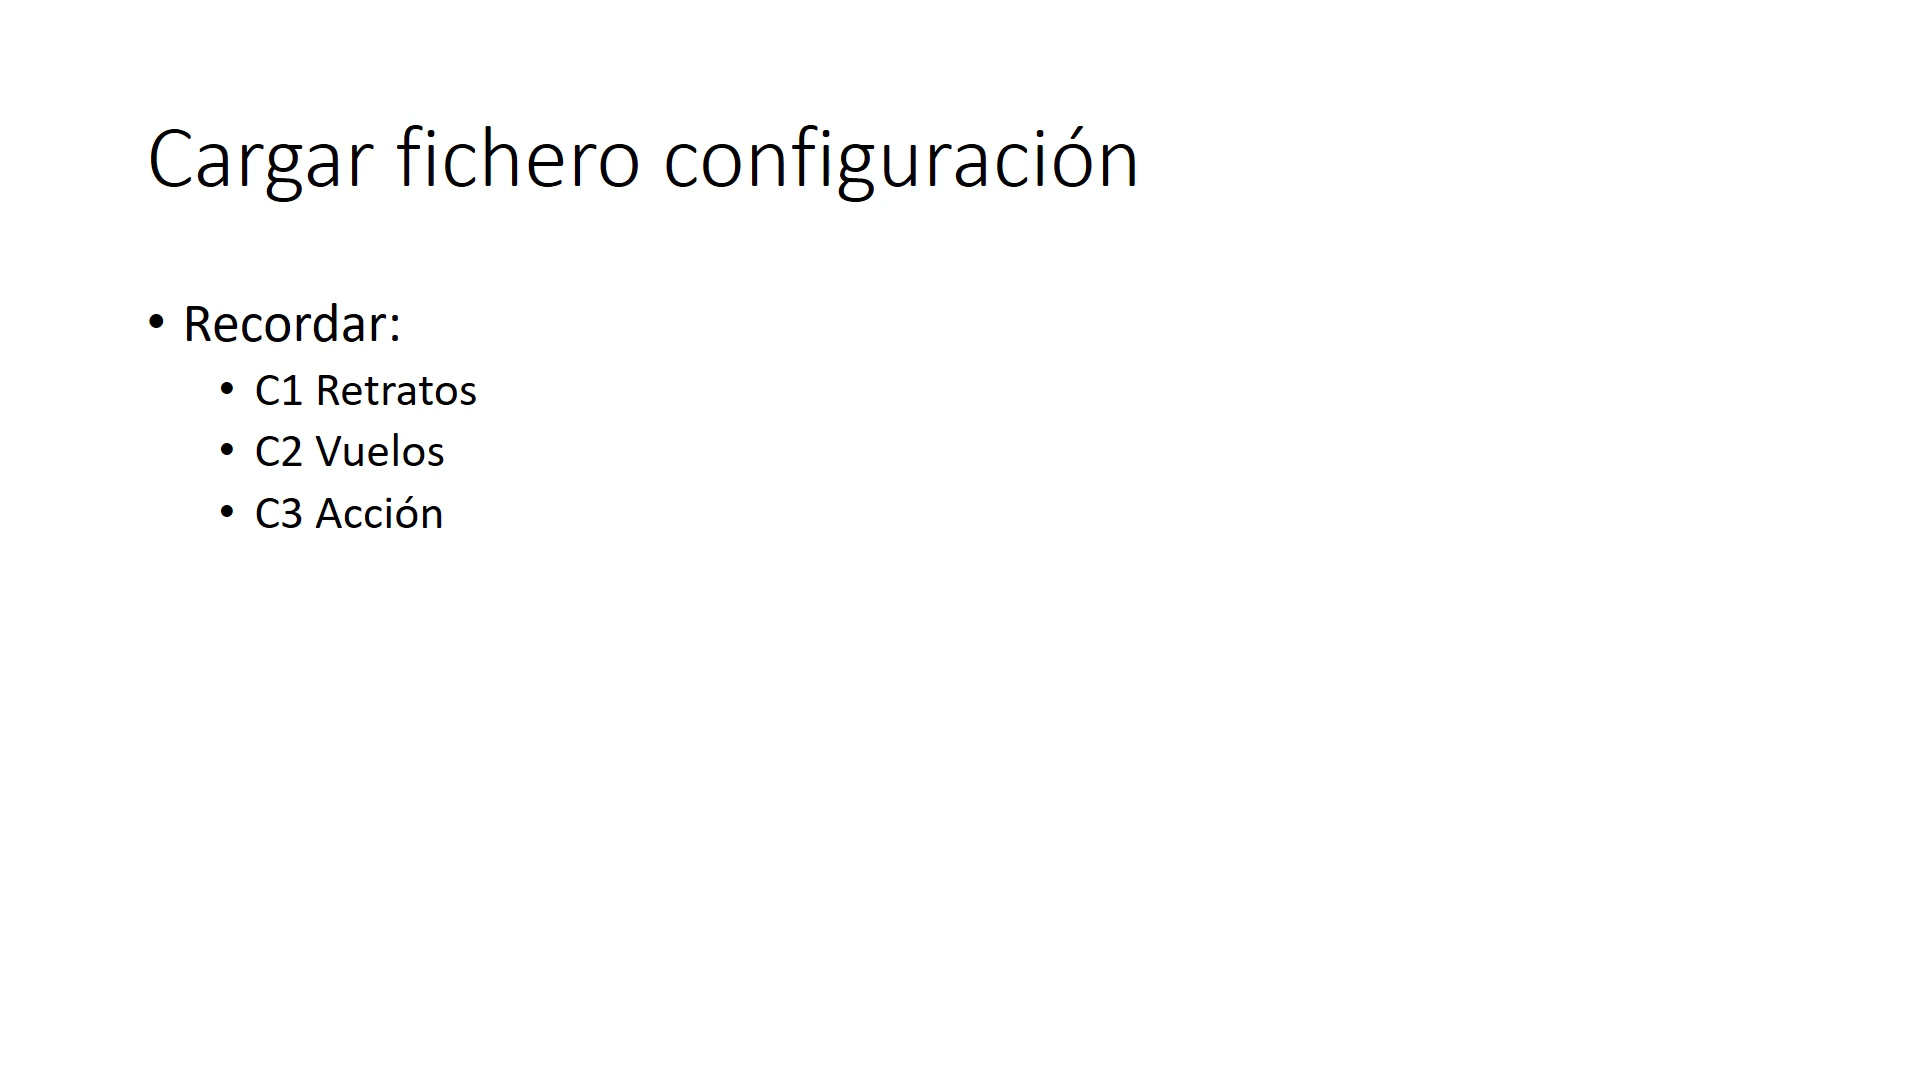 Cargar fichero configuración
• Recordar:
• C1 Retratos
• C2 Vuelos
• C3 Acción